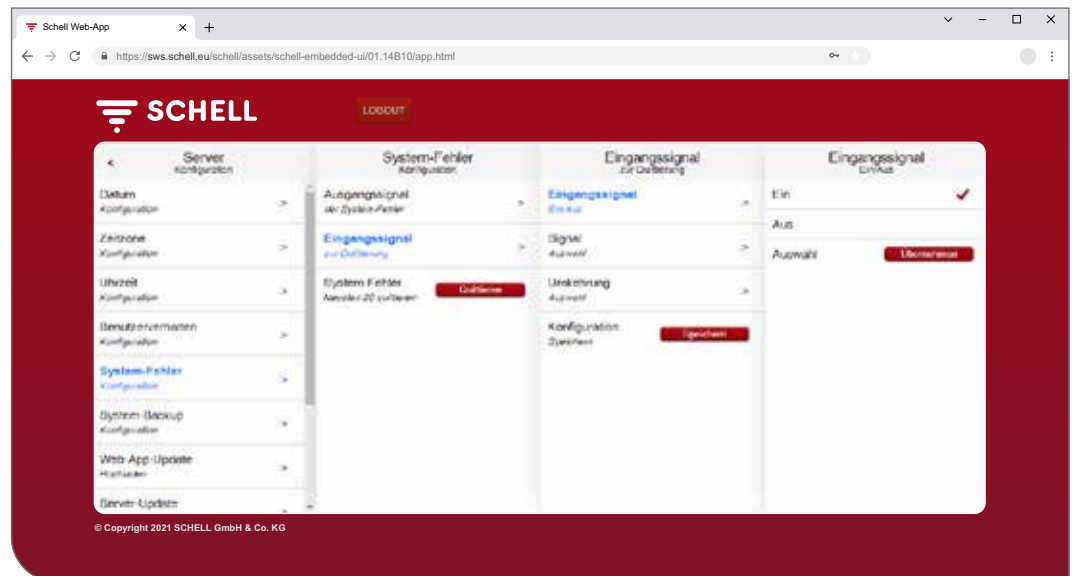 Schell Web-App
https://sws.schell.eu/schell/assets/schell-embedded-ui/01.14B10/app.html
SCHELL
LOGOUT
Server
Konfiguration
Datum
Konfiguration
Zeitzone
Konfiguration
Uhrzeit
Konfiguration
Benutzerverhalten
Konfiguration
System-Fehler
Konfiguration
System-Backup
Konfiguration
Web-App-Update
Hochladen
Server-Update
System-Fehler
Konfiguration
Ausgangssignal
der System-Fehler
Eingangssignal
zur Quittierung
System Fehler
quittieren
Quittieren
Eingangssignal
zur Quittierung
Eingangssignal
Ein/Aus
Signal
Auswahl
Umkehrung
Auswahl
Konfiguration
Speichern
Speichern
Eingangssignal
Ein/Aus
Ein
Aus
Auswahl
Übernehmen
© Copyright 2021 SCHELL GmbH & Co. KG